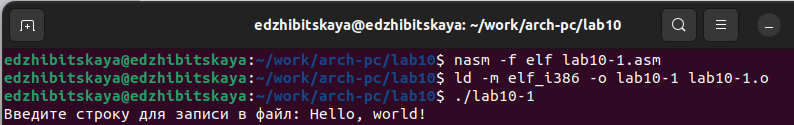 edzhibitskaya@edzhibitskaya: ~/work/arch-pc/lab10
edzhibitskaya@edzhibitskaya:~/work/arch-pc/lab10$ nasm -f elf lab10-1.asm
edzhibitskaya@edzhibitskaya:~/work/arch-pc/lab10$ ld -m elf_i386 -o lab10-1 lab10-1.o
edzhibitskaya@edzhibitskaya:~/work/arch-pc/lab10$ ./lab10-1
Введите строку для записи в файл: Hello, world!